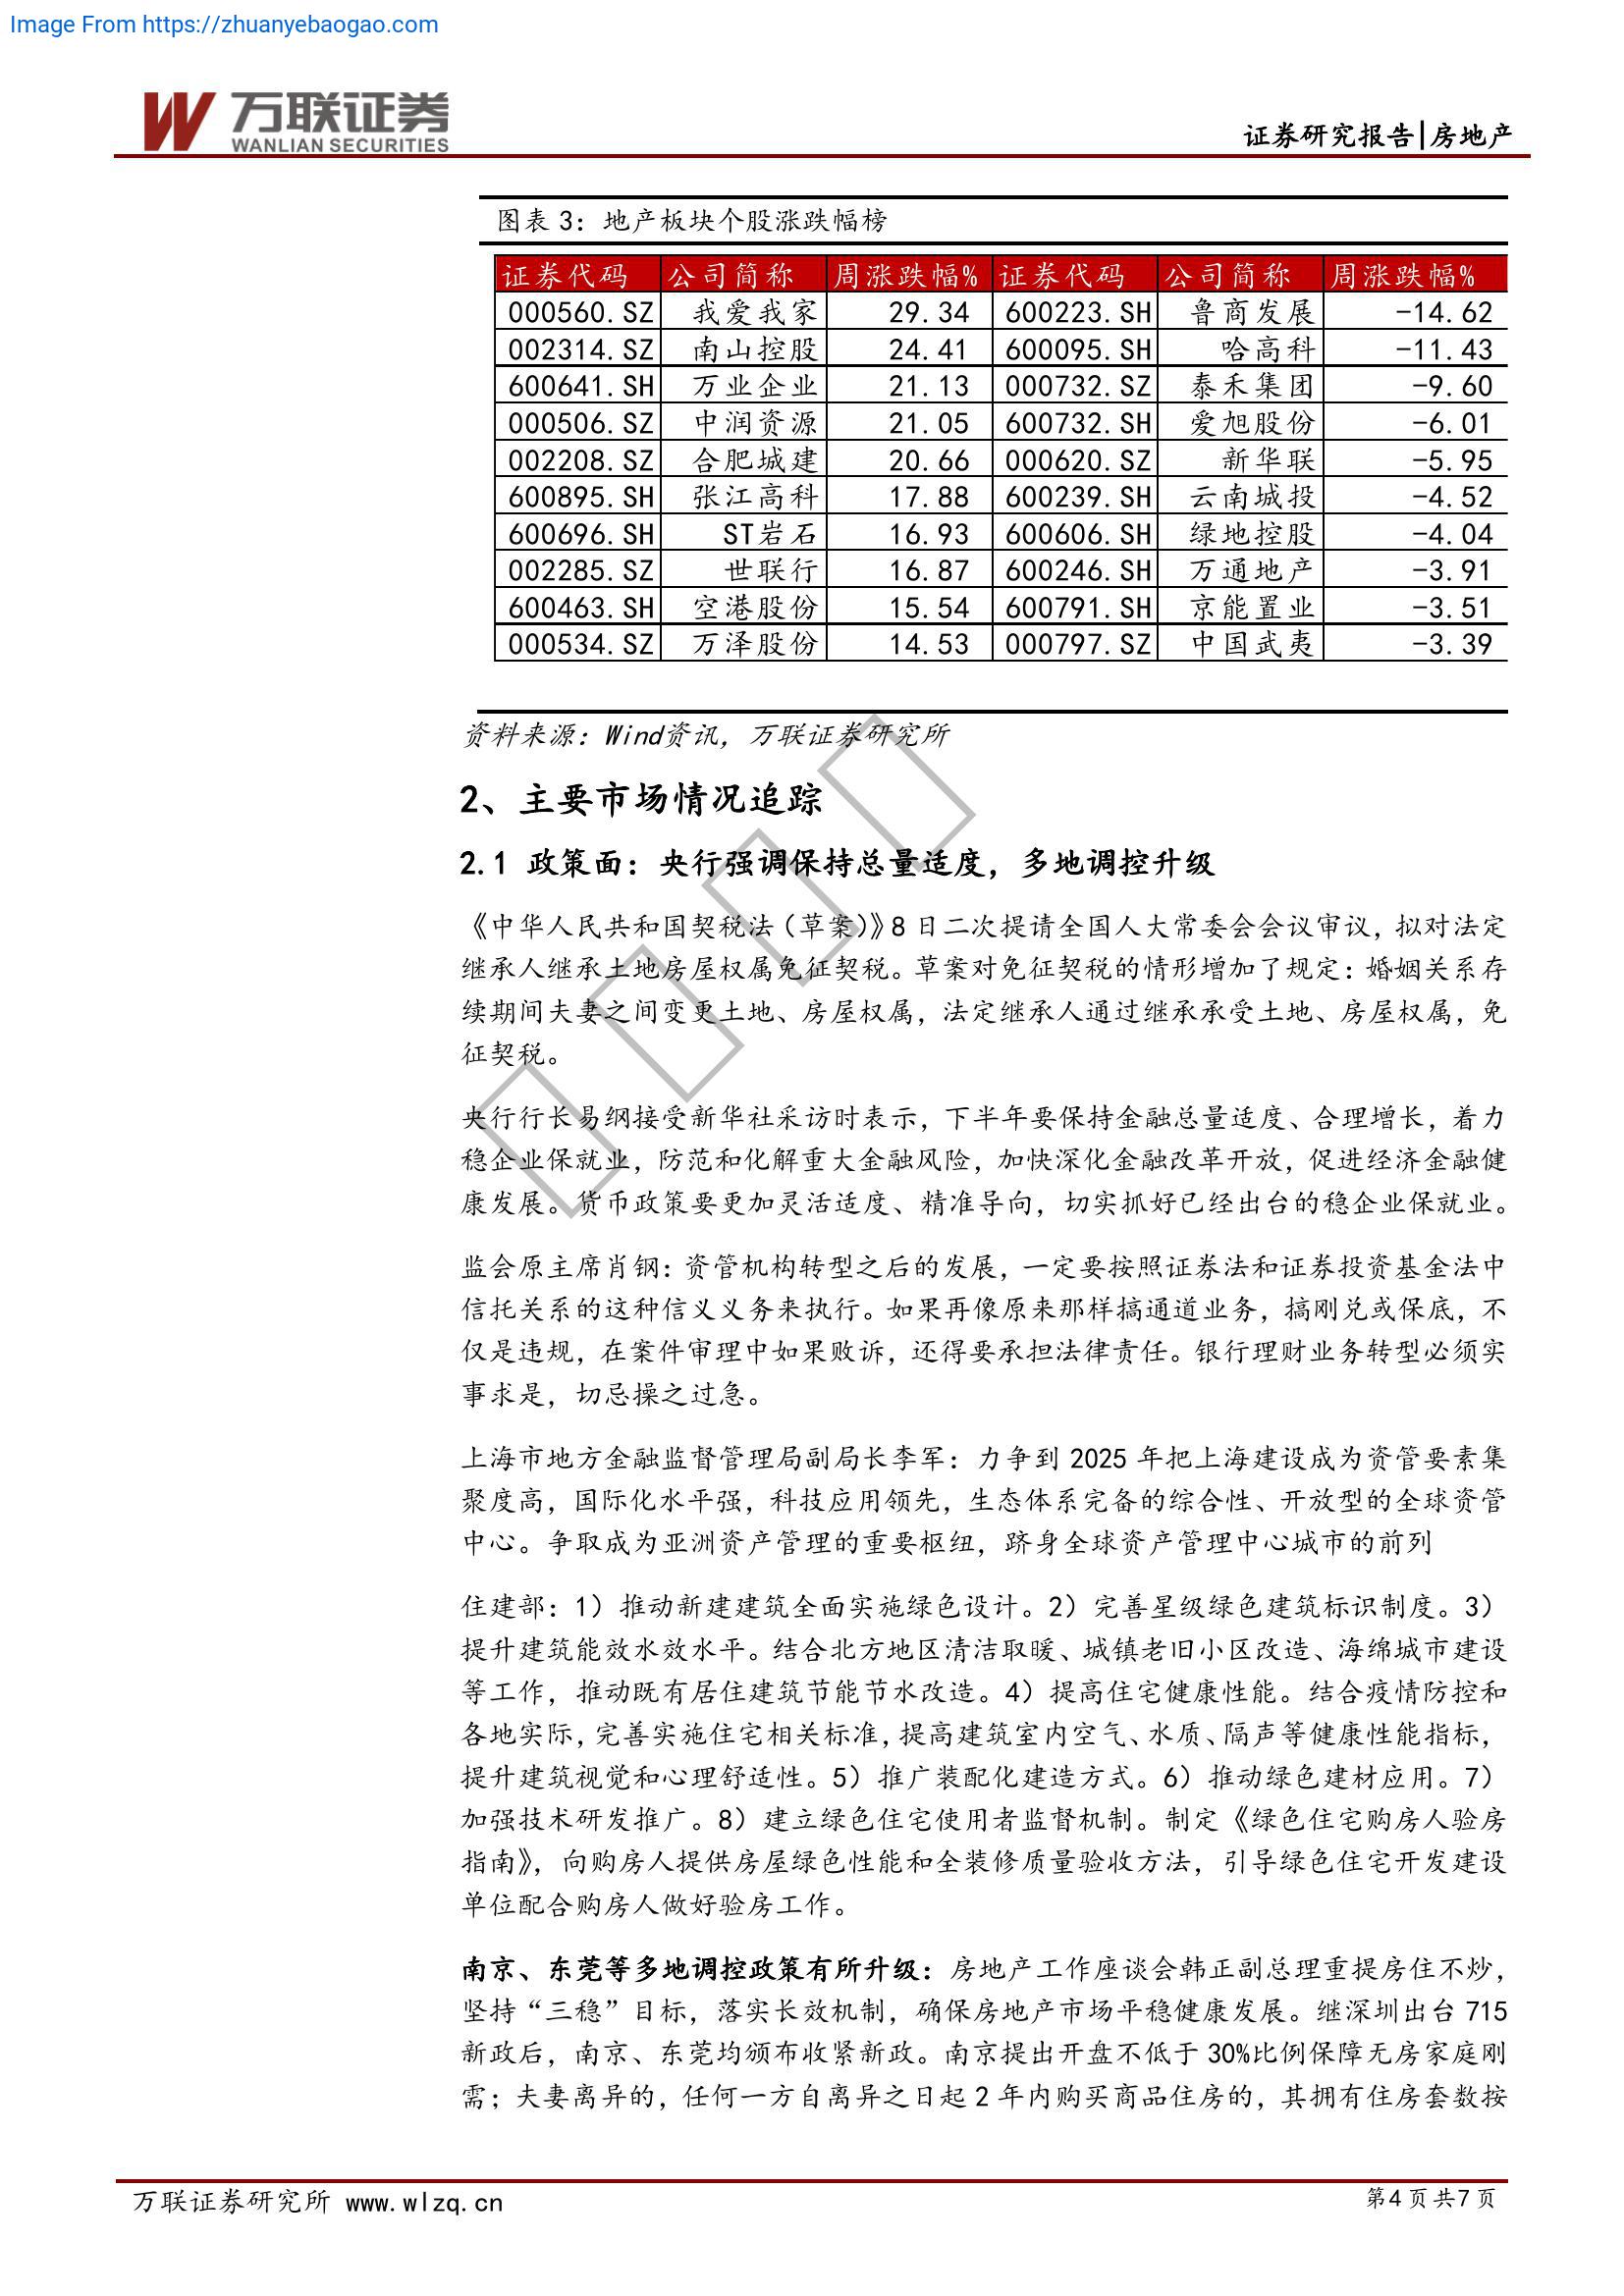 Image From https://zhuanyebaogao.com
万联证券
WANLIAN SECURITIES
证券研究报告|房地产
图表 3：地产板块个股涨跌幅榜
证券代码 公司简称 周涨跌幅% 证券代码 公司简称 周涨跌幅%
000560.SZ 我爱我家 29.34 600223.SH 鲁商发展 -14.62
002314.SZ 南山控股 24.41 600095.SH 哈高科 -11.43
600641.SH 万业企业 21.13 000732.SZ 泰禾集团 -9.60
000506.SZ 中润资源 21.05 600732.SH 爱旭股份 -6.01
002208.SZ 合肥城建 20.66 000620.SZ 新华联 -5.95
600895.SH 张江高科 17.88 600239.SH 云南城投 -4.52
600696.SH ST岩石 16.93 600606.SH 绿地控股 -4.04
002285.SZ 世联行 16.87 600246.SH 万通地产 -3.91
600463.SH 空港股份 15.54 600791.SH 京能置业 -3.51
000534.SZ 万泽股份 14.53 000797.SZ 中国武夷 -3.39
资料来源：Wind资讯，万联证券研究所
2、主要市场情况追踪
2.1 政策面：央行强调保持总量适度，多地调控升级
《中华人民共和国契税法（草案）》8 日二次提请全国人大常委会会议审议，拟对法定
继承人继承土地房屋权属免征契税。草案对免征契税的情形增加了规定：婚姻关系存
续期间夫妻之间变更土地、房屋权属，法定继承人通过继承承受土地、房屋权属，免
征契税。
央行行长易纲接受新华社采访时表示，下半年要保持金融总量适度、合理增长，着力
稳企业保就业，防范和化解重大金融风险，加快深化金融改革开放，促进经济金融健
康发展。货币政策要更加灵活适度、精准导向，切实抓好已经出台的稳企业保就业。
监会原主席肖钢：资管机构转型之后的发展，一定要按照证券法和证券投资基金法中
信托关系的这种信义义务来执行。如果再像原来那样搞通道业务，搞刚兑或保底，不
仅是违规，在案件审理中如果败诉，还得要承担法律责任。银行理财业务转型必须实
事求是，切忌操之过急。
上海市地方金融监督管理局副局长李军：力争到 2025 年把上海建设成为资管要素集
聚度高，国际化水平强，科技应用领先，生态体系完备的综合性、开放型的全球资管
中心。争取成为亚洲资产管理的重要枢纽，跻身全球资产管理中心城市的前列
住建部：1）推动新建建筑全面实施绿色设计。2）完善星级绿色建筑标识制度。3）
提升建筑能效水效水平。结合北方地区清洁取暖、城镇老旧小区改造、海绵城市建设
等工作，推动既有居住建筑节能节水改造。4）提高住宅健康性能。结合疫情防控和
各地实际，完善实施住宅相关标准，提高建筑室内空气、水质、隔声等健康性能指标，
提升建筑视觉和心理舒适性。5）推广装配化建造方式。6）推动绿色建材应用。7）
加强技术研发推广。8）建立绿色住宅使用者监督机制。制定《绿色住宅购房人验房
指南》，向购房人提供房屋绿色性能和全装修质量验收方法，引导绿色住宅开发建设
单位配合购房人做好验房工作。
南京、东莞等多地调控政策有所升级：房地产工作座谈会韩正副总理重提房住不炒，
坚持“三稳”目标，落实长效机制，确保房地产市场平稳健康发展。继深圳出台 715
新政后，南京、东莞均颁布收紧新政。南京提出开盘不低于 30%比例保障无房家庭刚
需；夫妻离异的，任何一方自离异之日起 2 年内购买商品住房的，其拥有住房套数按
万联证券研究所 www.wlzq.cn
第4页共7页